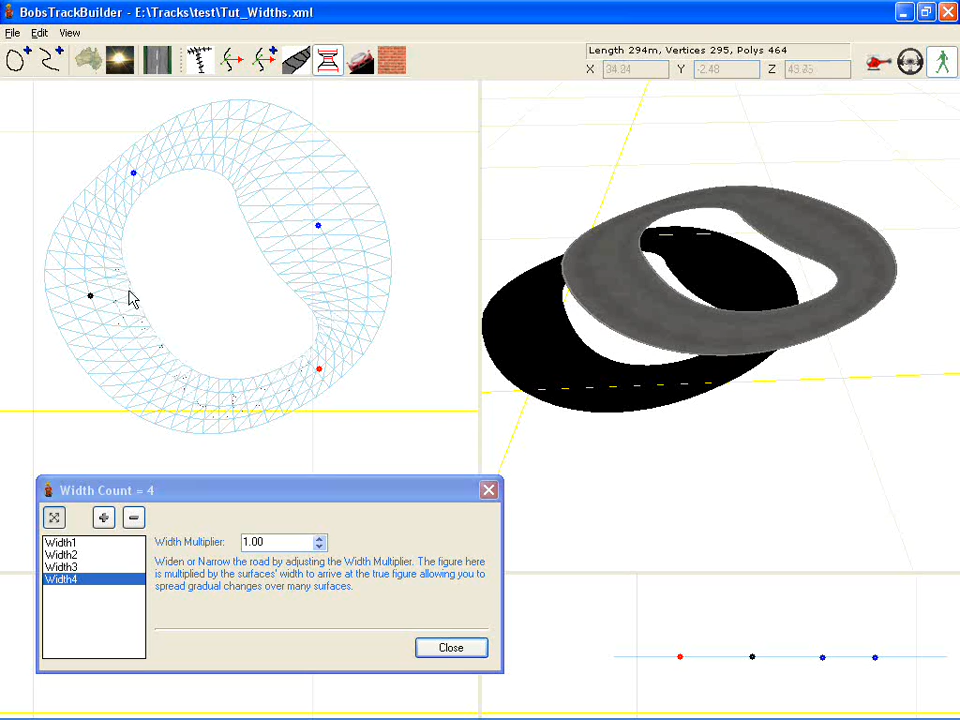 BobsTrackBuilder - E:\Tracks\test\Tut_Widths.xml
File Edit View
Length 294m, Vertices 295, Polys 464
X 34.84 Y -2.48 Z
Width Count = 4
Width1
Width2
Width3
Width4
Width Multiplier: 1.00
Widen or Narrow the road by adjusting the Width Multiplier. The figure here
is multiplied by the surfaces' width to arrive at the true figure allowing you to
spread gradual changes over many surfaces.
Close